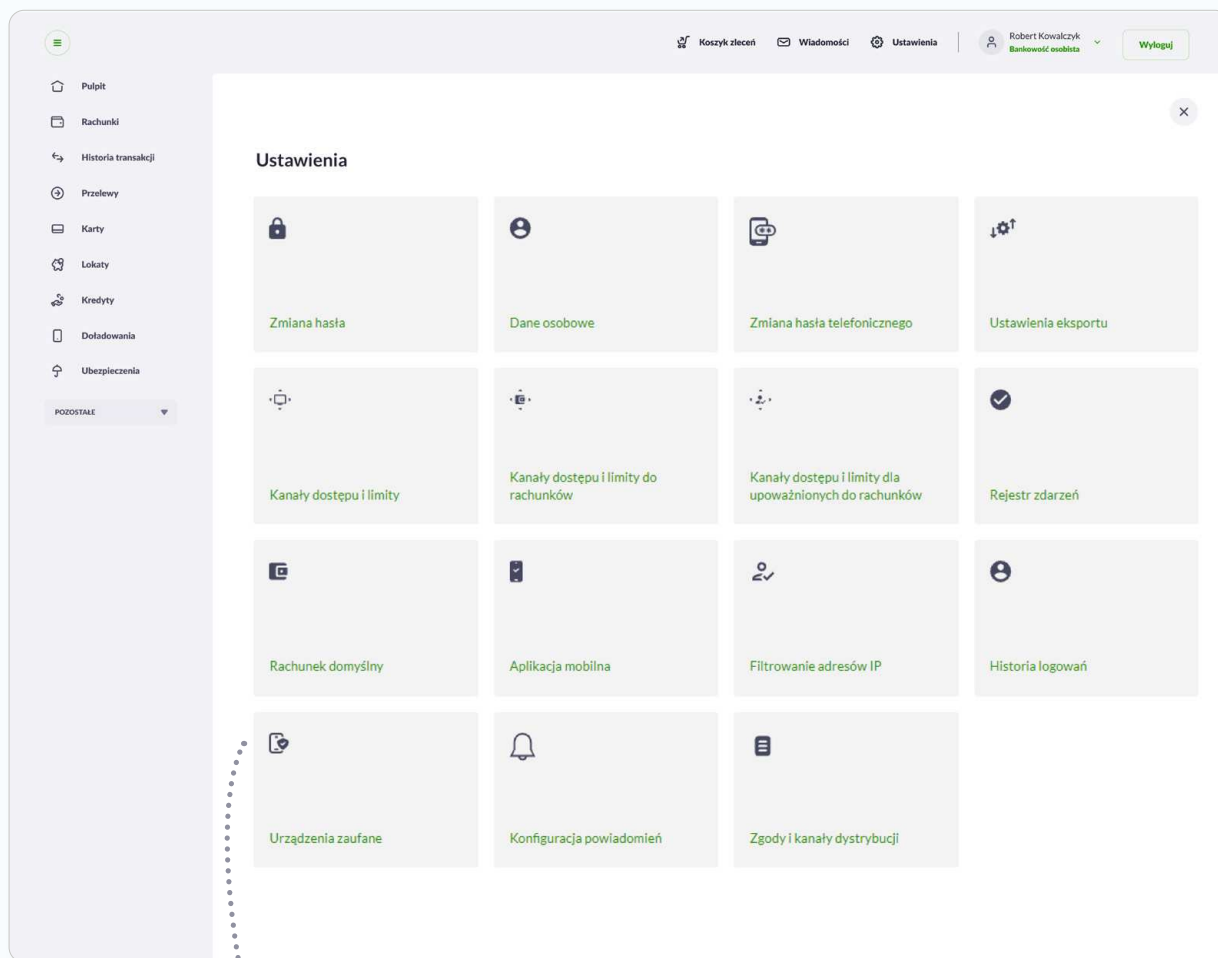 Koszyk zleceń
Wiadomości
Ustawienia
Robert Kowalczyk
Bankowość osobista
Wyloguj
Pulpit
Rachunki
Historia transakcji
Przelewy
Karty
Lokaty
Kredyty
Doładowania
Ubezpieczenia
POZOSTAŁE
Ustawienia
Zmiana hasła
Dane osobowe
Zmiana hasła telefonicznego
Ustawienia eksportu
Kanały dostępu i limity
Kanały dostępu i limity do
rachunków
Kanały dostępu i limity dla
upoważnionych do rachunków
Rejestr zdarzeń
Rachunek domyślny
Aplikacja mobilna
Filtrowanie adresów IP
Historia logowań
Urządzenia zaufane
Konfiguracja powiadomień
Zgody i kanały dystrybucji